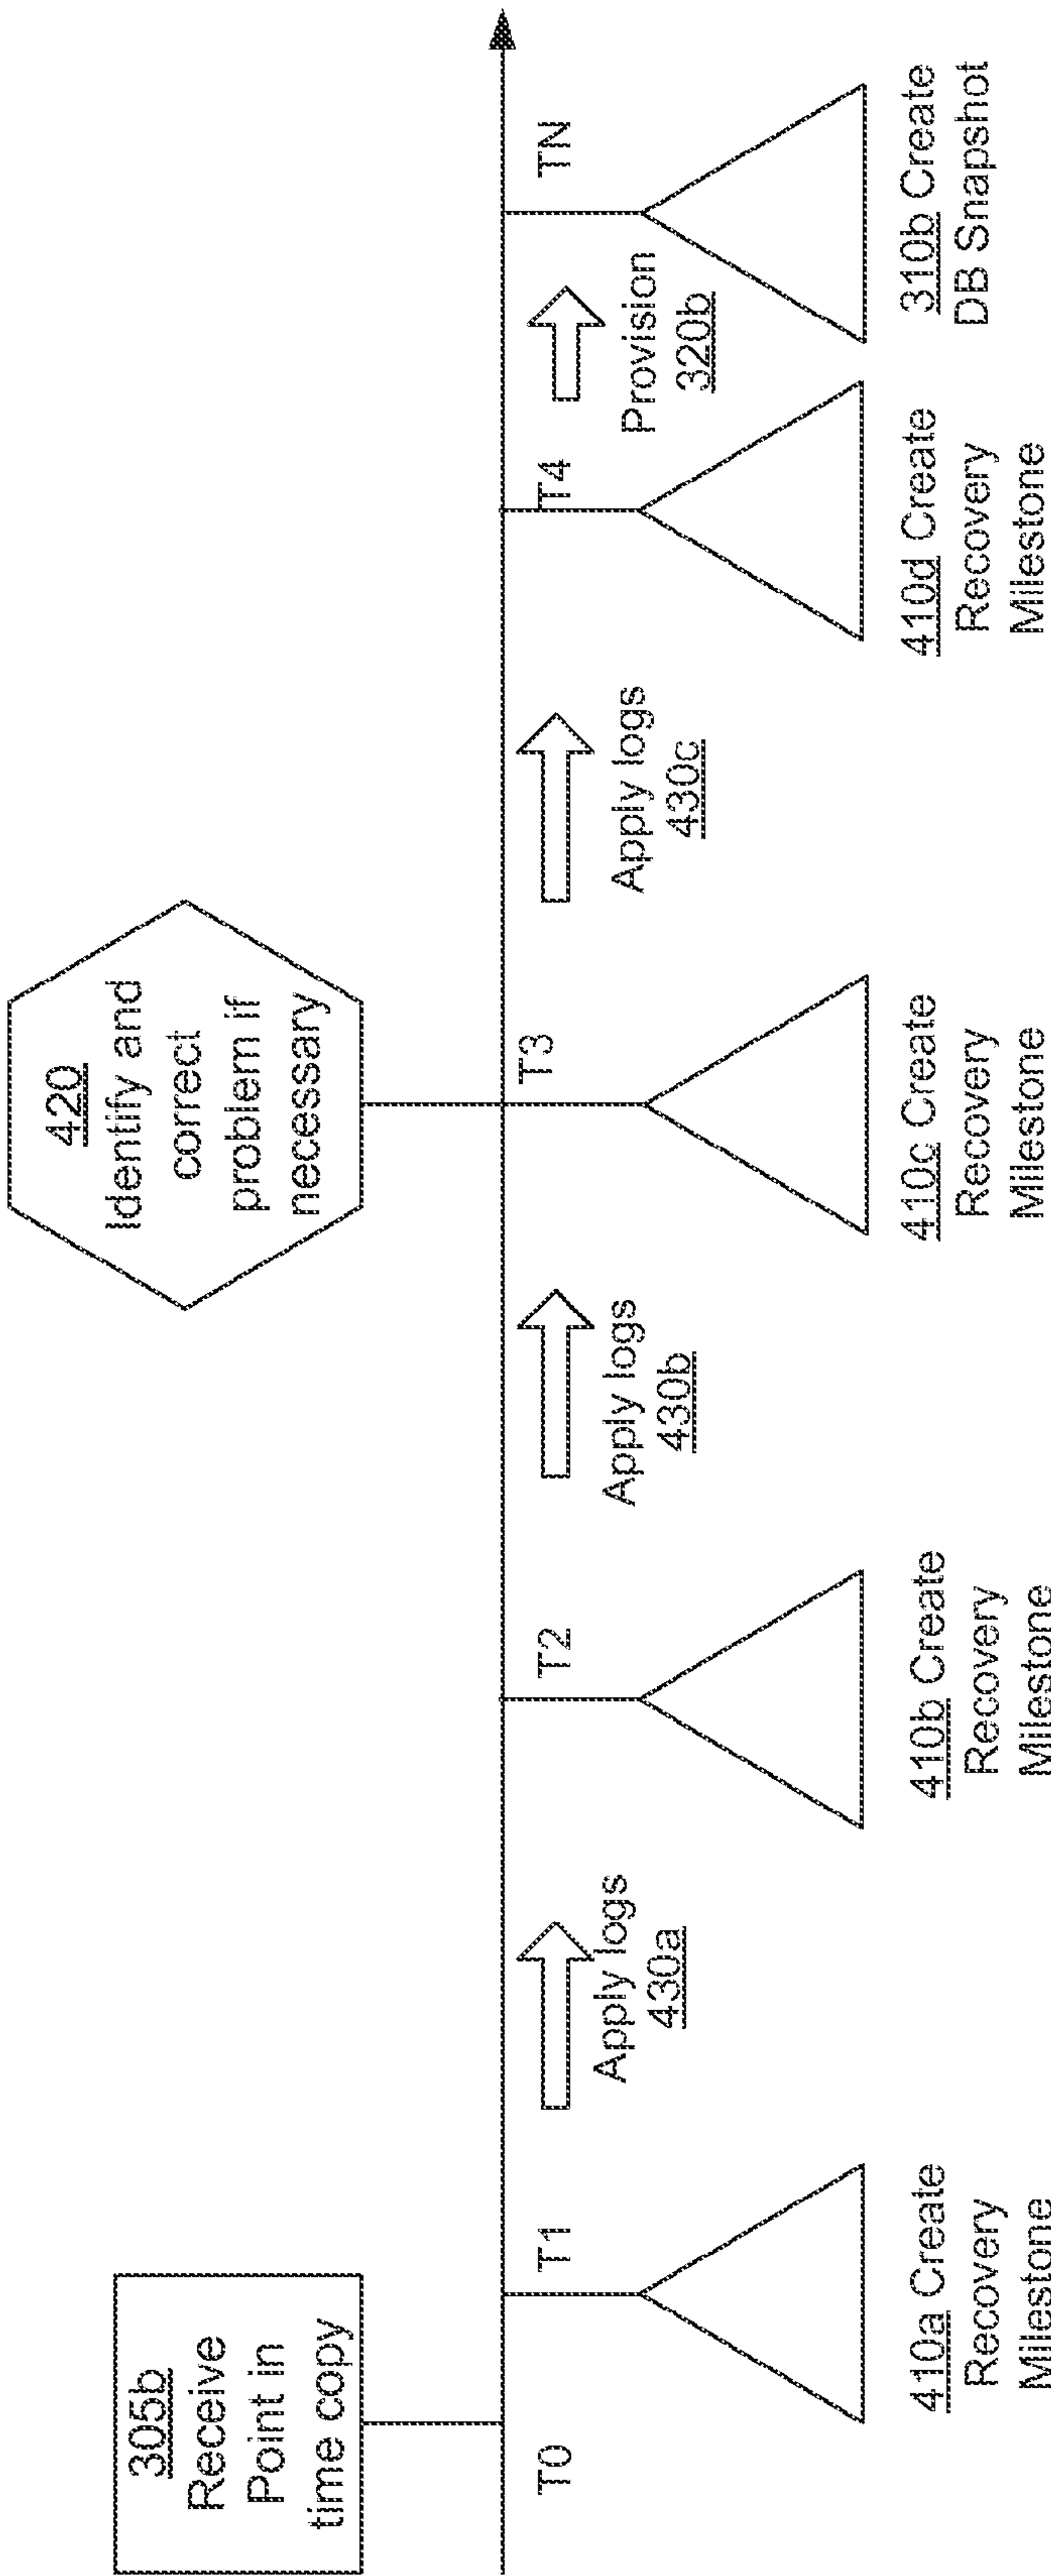 305b
Receive
Point in
time copy
420
Identify and
correct
problem if
necessary
T0
T1
T2
T3
T4
TN
Apply logs
430a
Apply logs
430b
Apply logs
430c
Provision
320b
410a Create
Recovery
Milestone
410b Create
Recovery
Milestone
410c Create
Recovery
Milestone
410d Create
Recovery
Milestone
310b Create
DB Snapshot